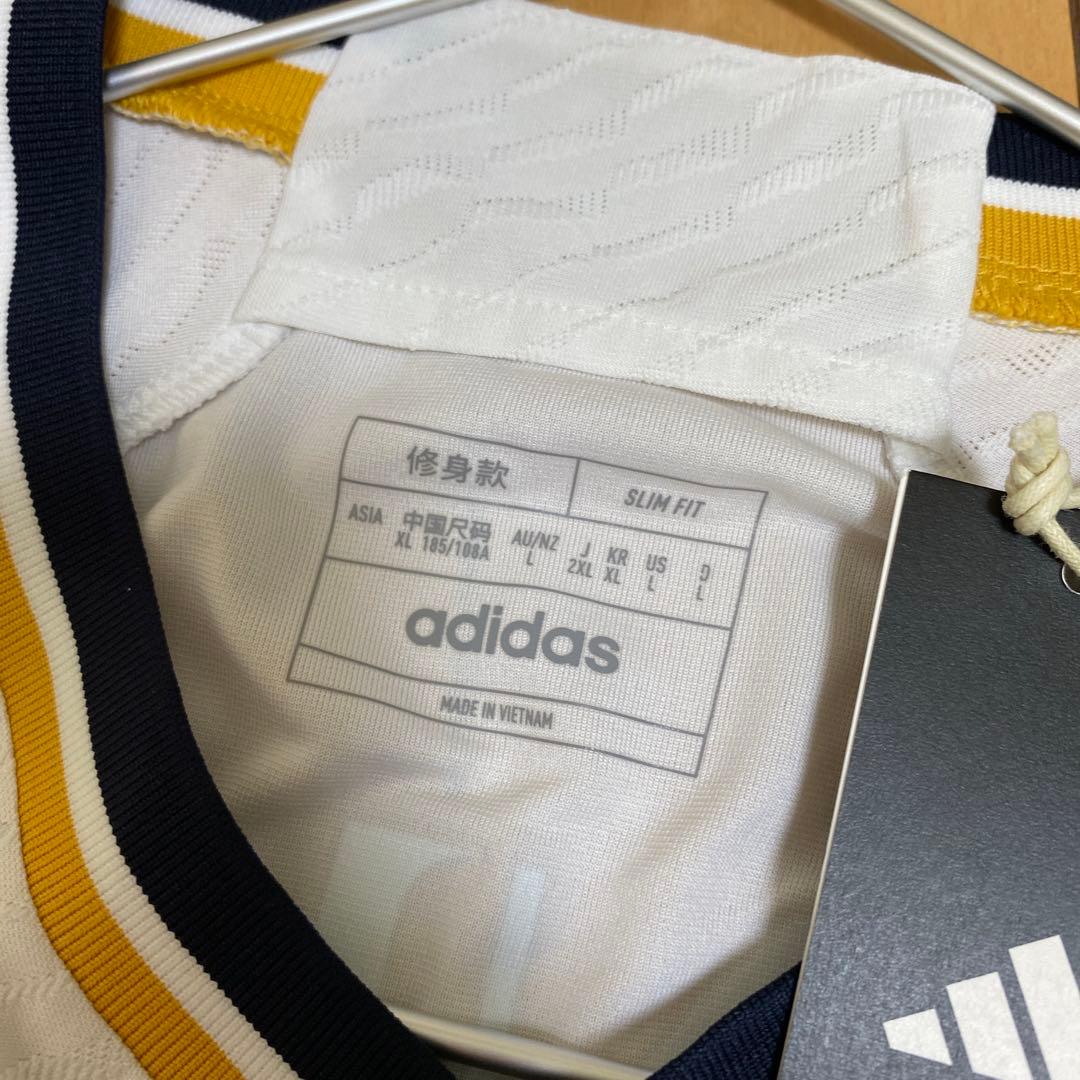 修身款 SLIM FIT
ASIA 中国尺码 AU/NZ J KR US D
XL 185/108A L 2XL XL L L
adidas
MADE IN VIETNAM